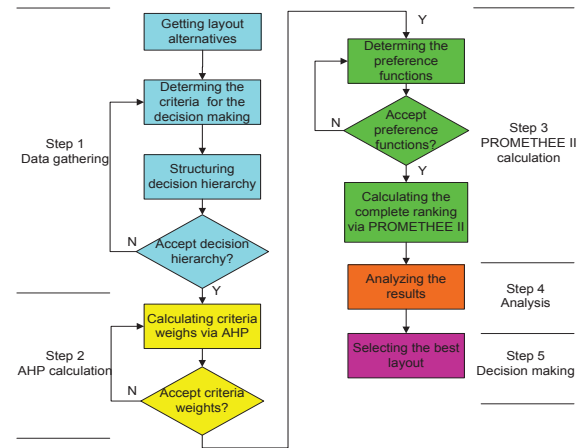 Getting layout
alternatives
Determing the
criteria for the
decision making
Step 1
Data gathering
Structuring
decision hierarchy
N
Accept decision
hierarchy?
Y
Calculating criteria
weighs via AHP
Step 2
AHP calculation
N
Accept criteria
weights?
Y
Determing the
preference
functions
N
Accept
preference
functions?
Step 3
PROMETHEE II
calculation
Y
Calculating the
complete ranking
via PROMETHEE II
Analyzing the
results
Step 4
Analysis
Selecting the best
layout
Step 5
Decision making